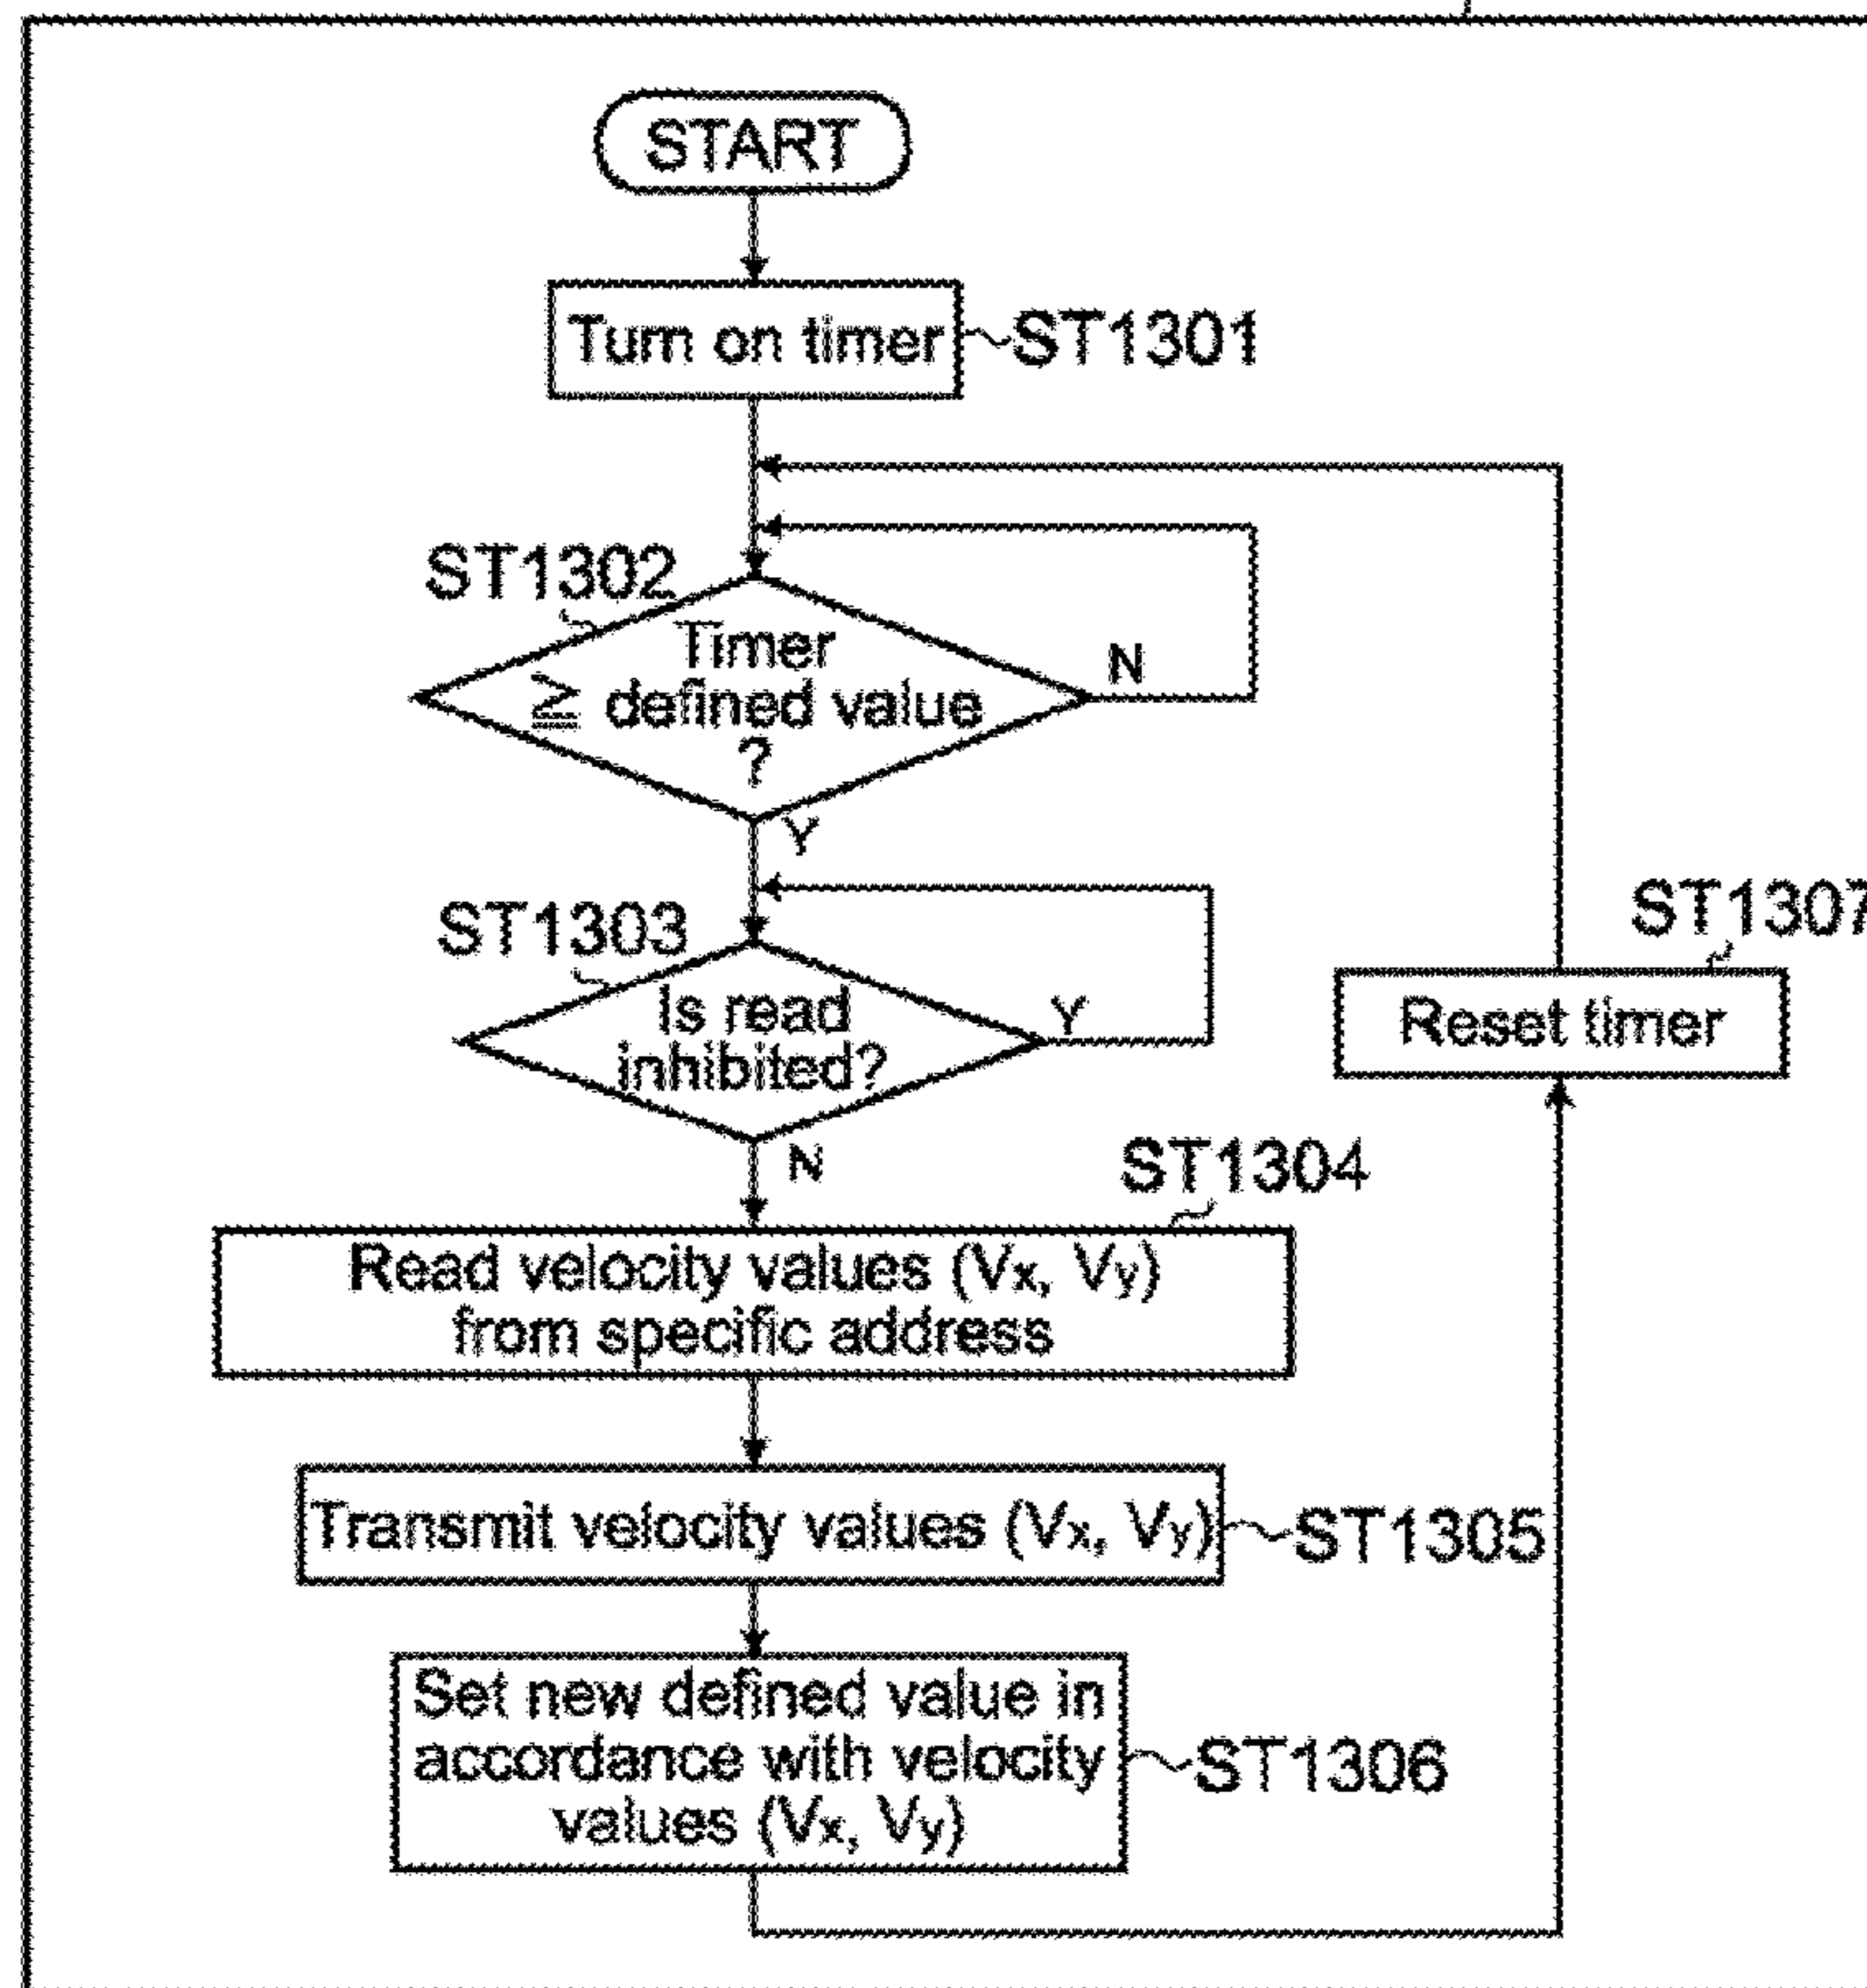 START
Turn on timer
ST1301
ST1302
Timer
≧ defined value
?
N
Y
ST1303
Is read
inhibited?
Y
N
ST1307
Reset timer
ST1304
Read velocity values (Vx, Vy)
from specific address
Transmit velocity values (Vx, Vy)
ST1305
Set new defined value in
accordance with velocity
values (Vx, Vy)
ST1306